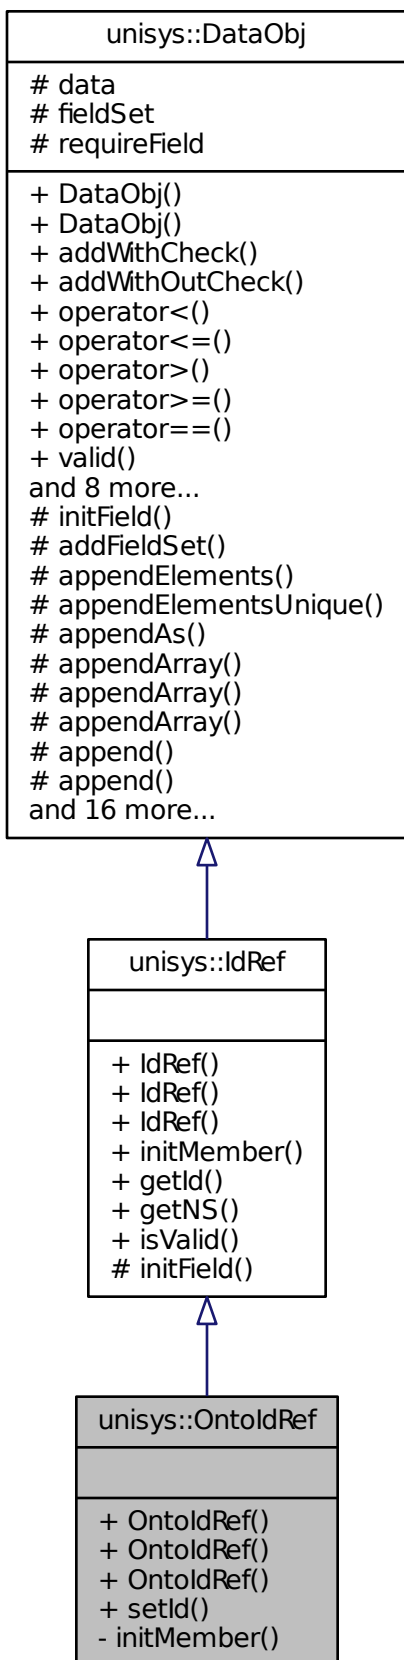 unisys::DataObj
# data
# fieldSet
# requireField
+ DataObj()
+ DataObj()
+ addWithCheck()
+ addWithOutCheck()
+ operator<()
+ operator<=()
+ operator>()
+ operator>=()
+ operator==()
+ valid()
and 8 more...
# initField()
# addFieldSet()
# appendElements()
# appendElementsUnique()
# appendAs()
# appendArray()
# appendArray()
# appendArray()
# append()
# append()
and 16 more...
unisys::IdRef
+ IdRef()
+ IdRef()
+ IdRef()
+ initMember()
+ getId()
+ getNS()
+ isValid()
# initField()
unisys::OntoIdRef
+ OntoIdRef()
+ OntoIdRef()
+ OntoIdRef()
+ setId()
- initMember()